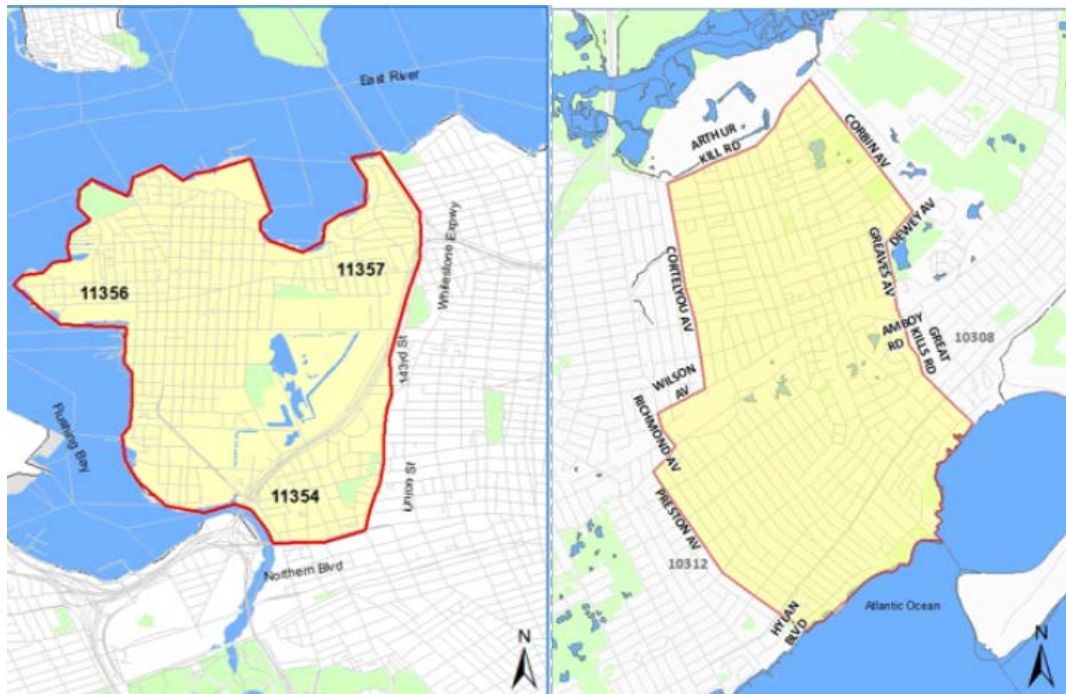 East River
11357
11356
Whitestone Expwy
143rd St
Flushing Bay
Union St
11354
Northern Blvd
N
ARTHUR
KILL RD
CORBIN AV
DEWEY AV
GREAVES AV
CORTELYOU AV
AMBOY
RD
GREAT
KILLS RD
10308
WILSON
AV
RICHMOND AV
PRESTON AV
10312
HYLAN
BLVD
Atlantic Ocean
N